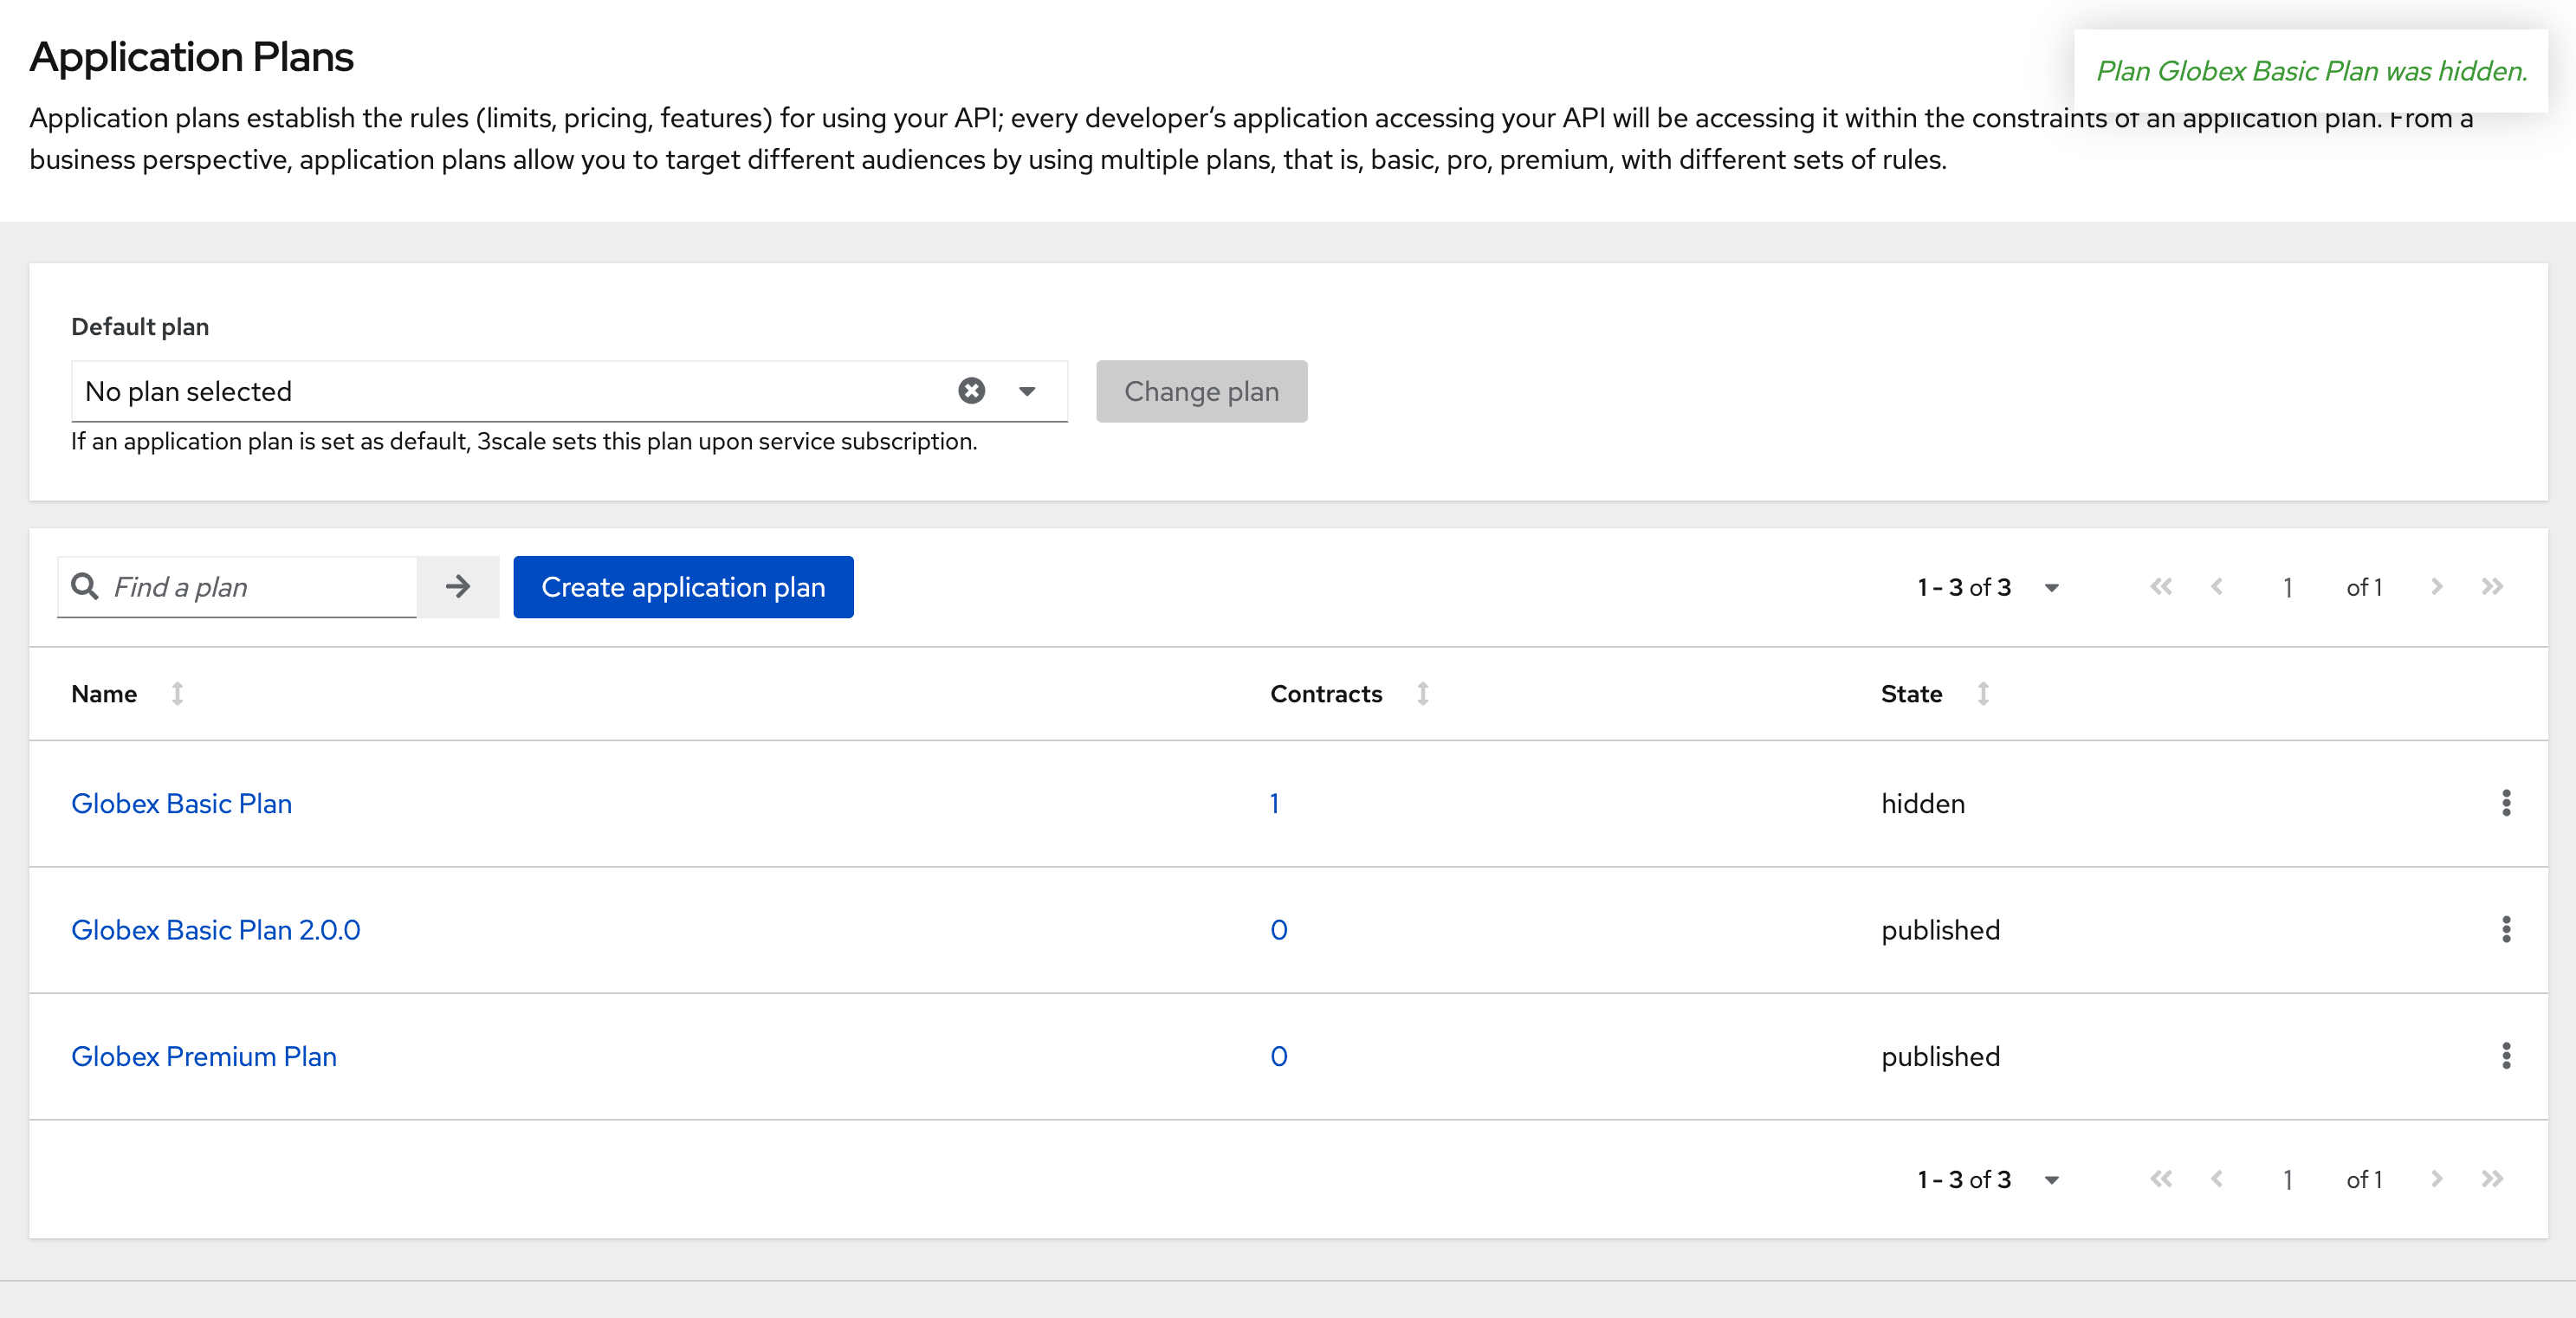 Application Plans
Plan Globex Basic Plan was hidden.
Application plans establish the rules (limits, pricing, features) for using your API; every developer‘s application accessing your API will be accessing it within the constraints of an application plan. From a
business perspective, application plans allow you to target different audiences by using multiple plans, that is, basic, pro, premium, with different sets of rules.
Default plan
No plan selected
Change plan
If an application plan is set as default, 3scale sets this plan upon service subscription.
Find a plan
Create application plan
1 - 3 of 3
1 of 1
Name Contracts State
Globex Basic Plan 1 hidden
Globex Basic Plan 2.0.0 0 published
Globex Premium Plan 0 published
1 - 3 of 3
1 of 1